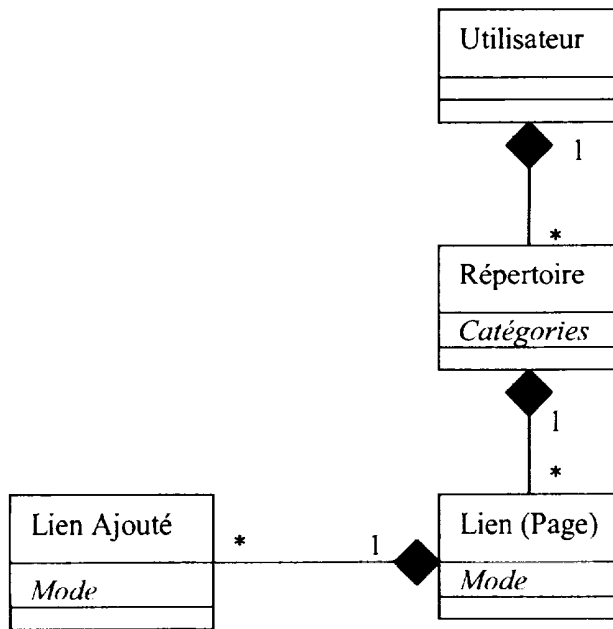 Utilisateur
1
*
Répertoire
Catégories
1
*
Lien Ajouté
Mode
*
1
Lien (Page)
Mode